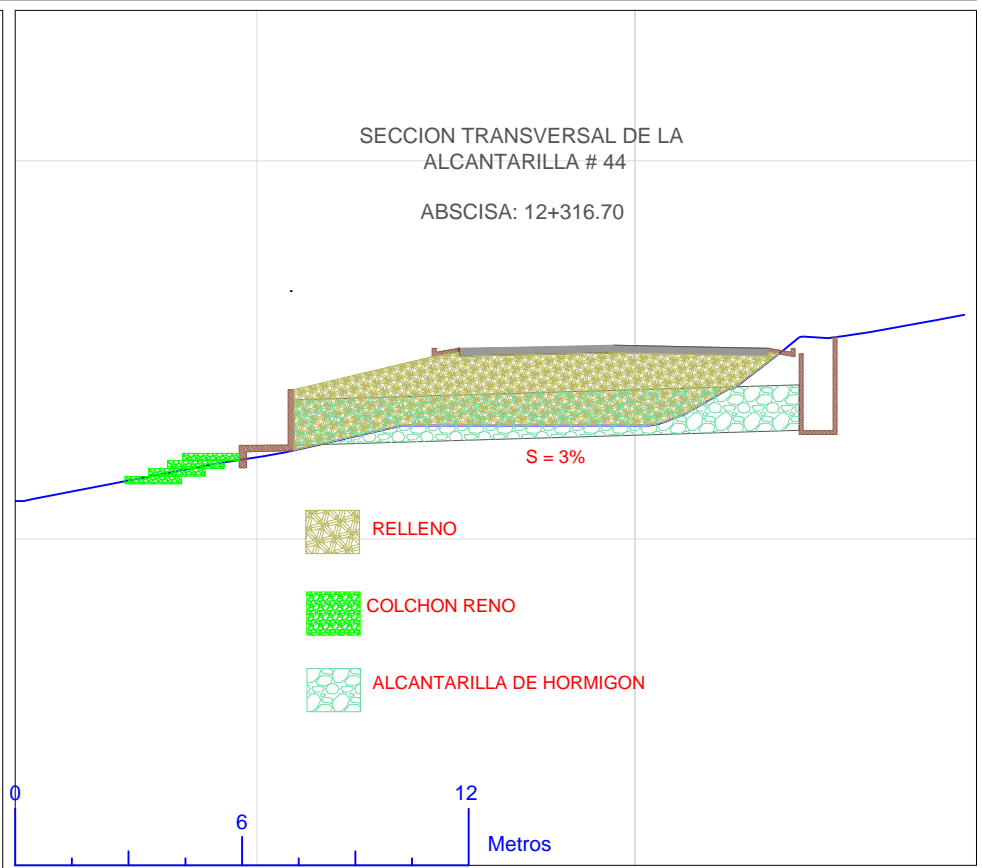 SECCION TRANSVERSAL DE LA
ALCANTARILLA # 44
ABSCISA: 12+316.70
S = 3%
RELLENO
COLCHON RENO
ALCANTARILLA DE HORMIGON
0
6
12
Metros